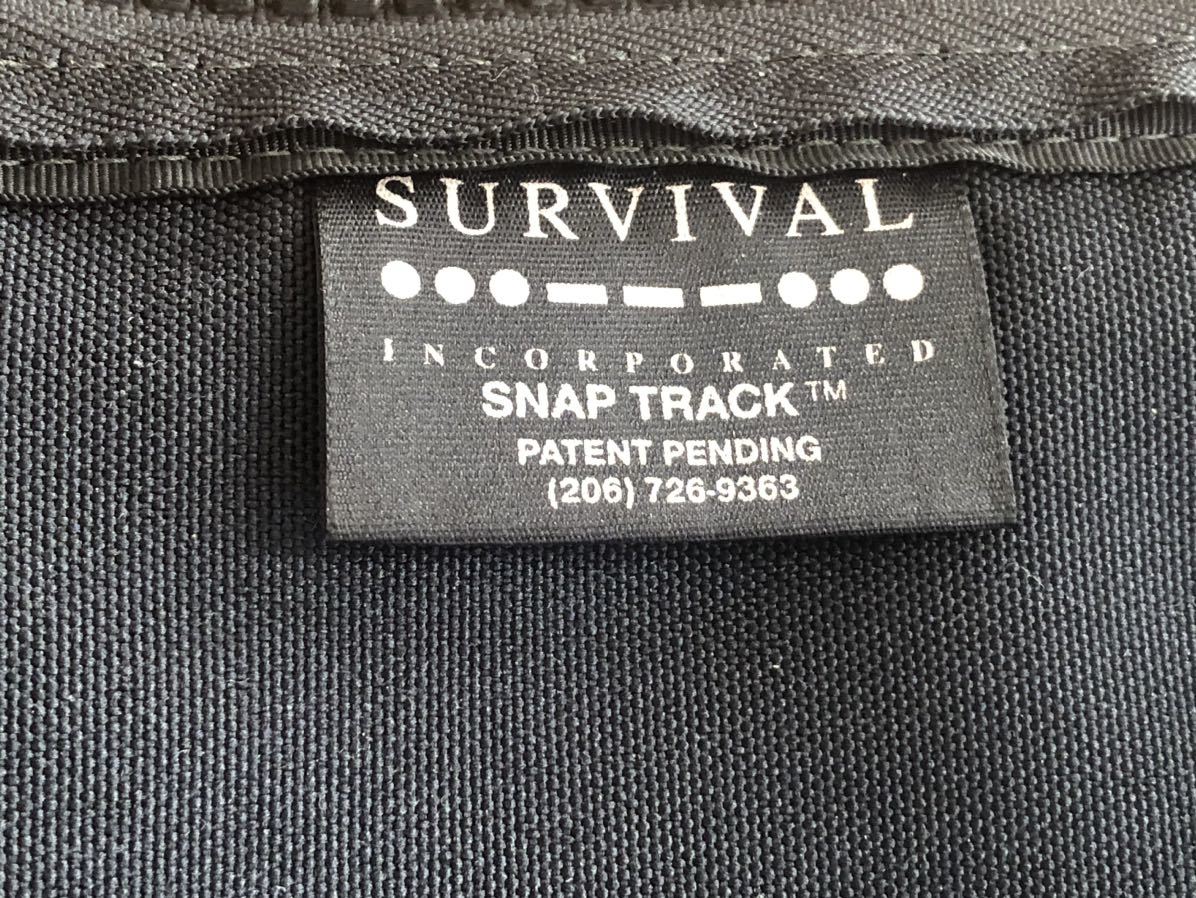 SURVIVAL
INCORPORATED
SNAP TRACK™
PATENT PENDING
(206) 726-9363